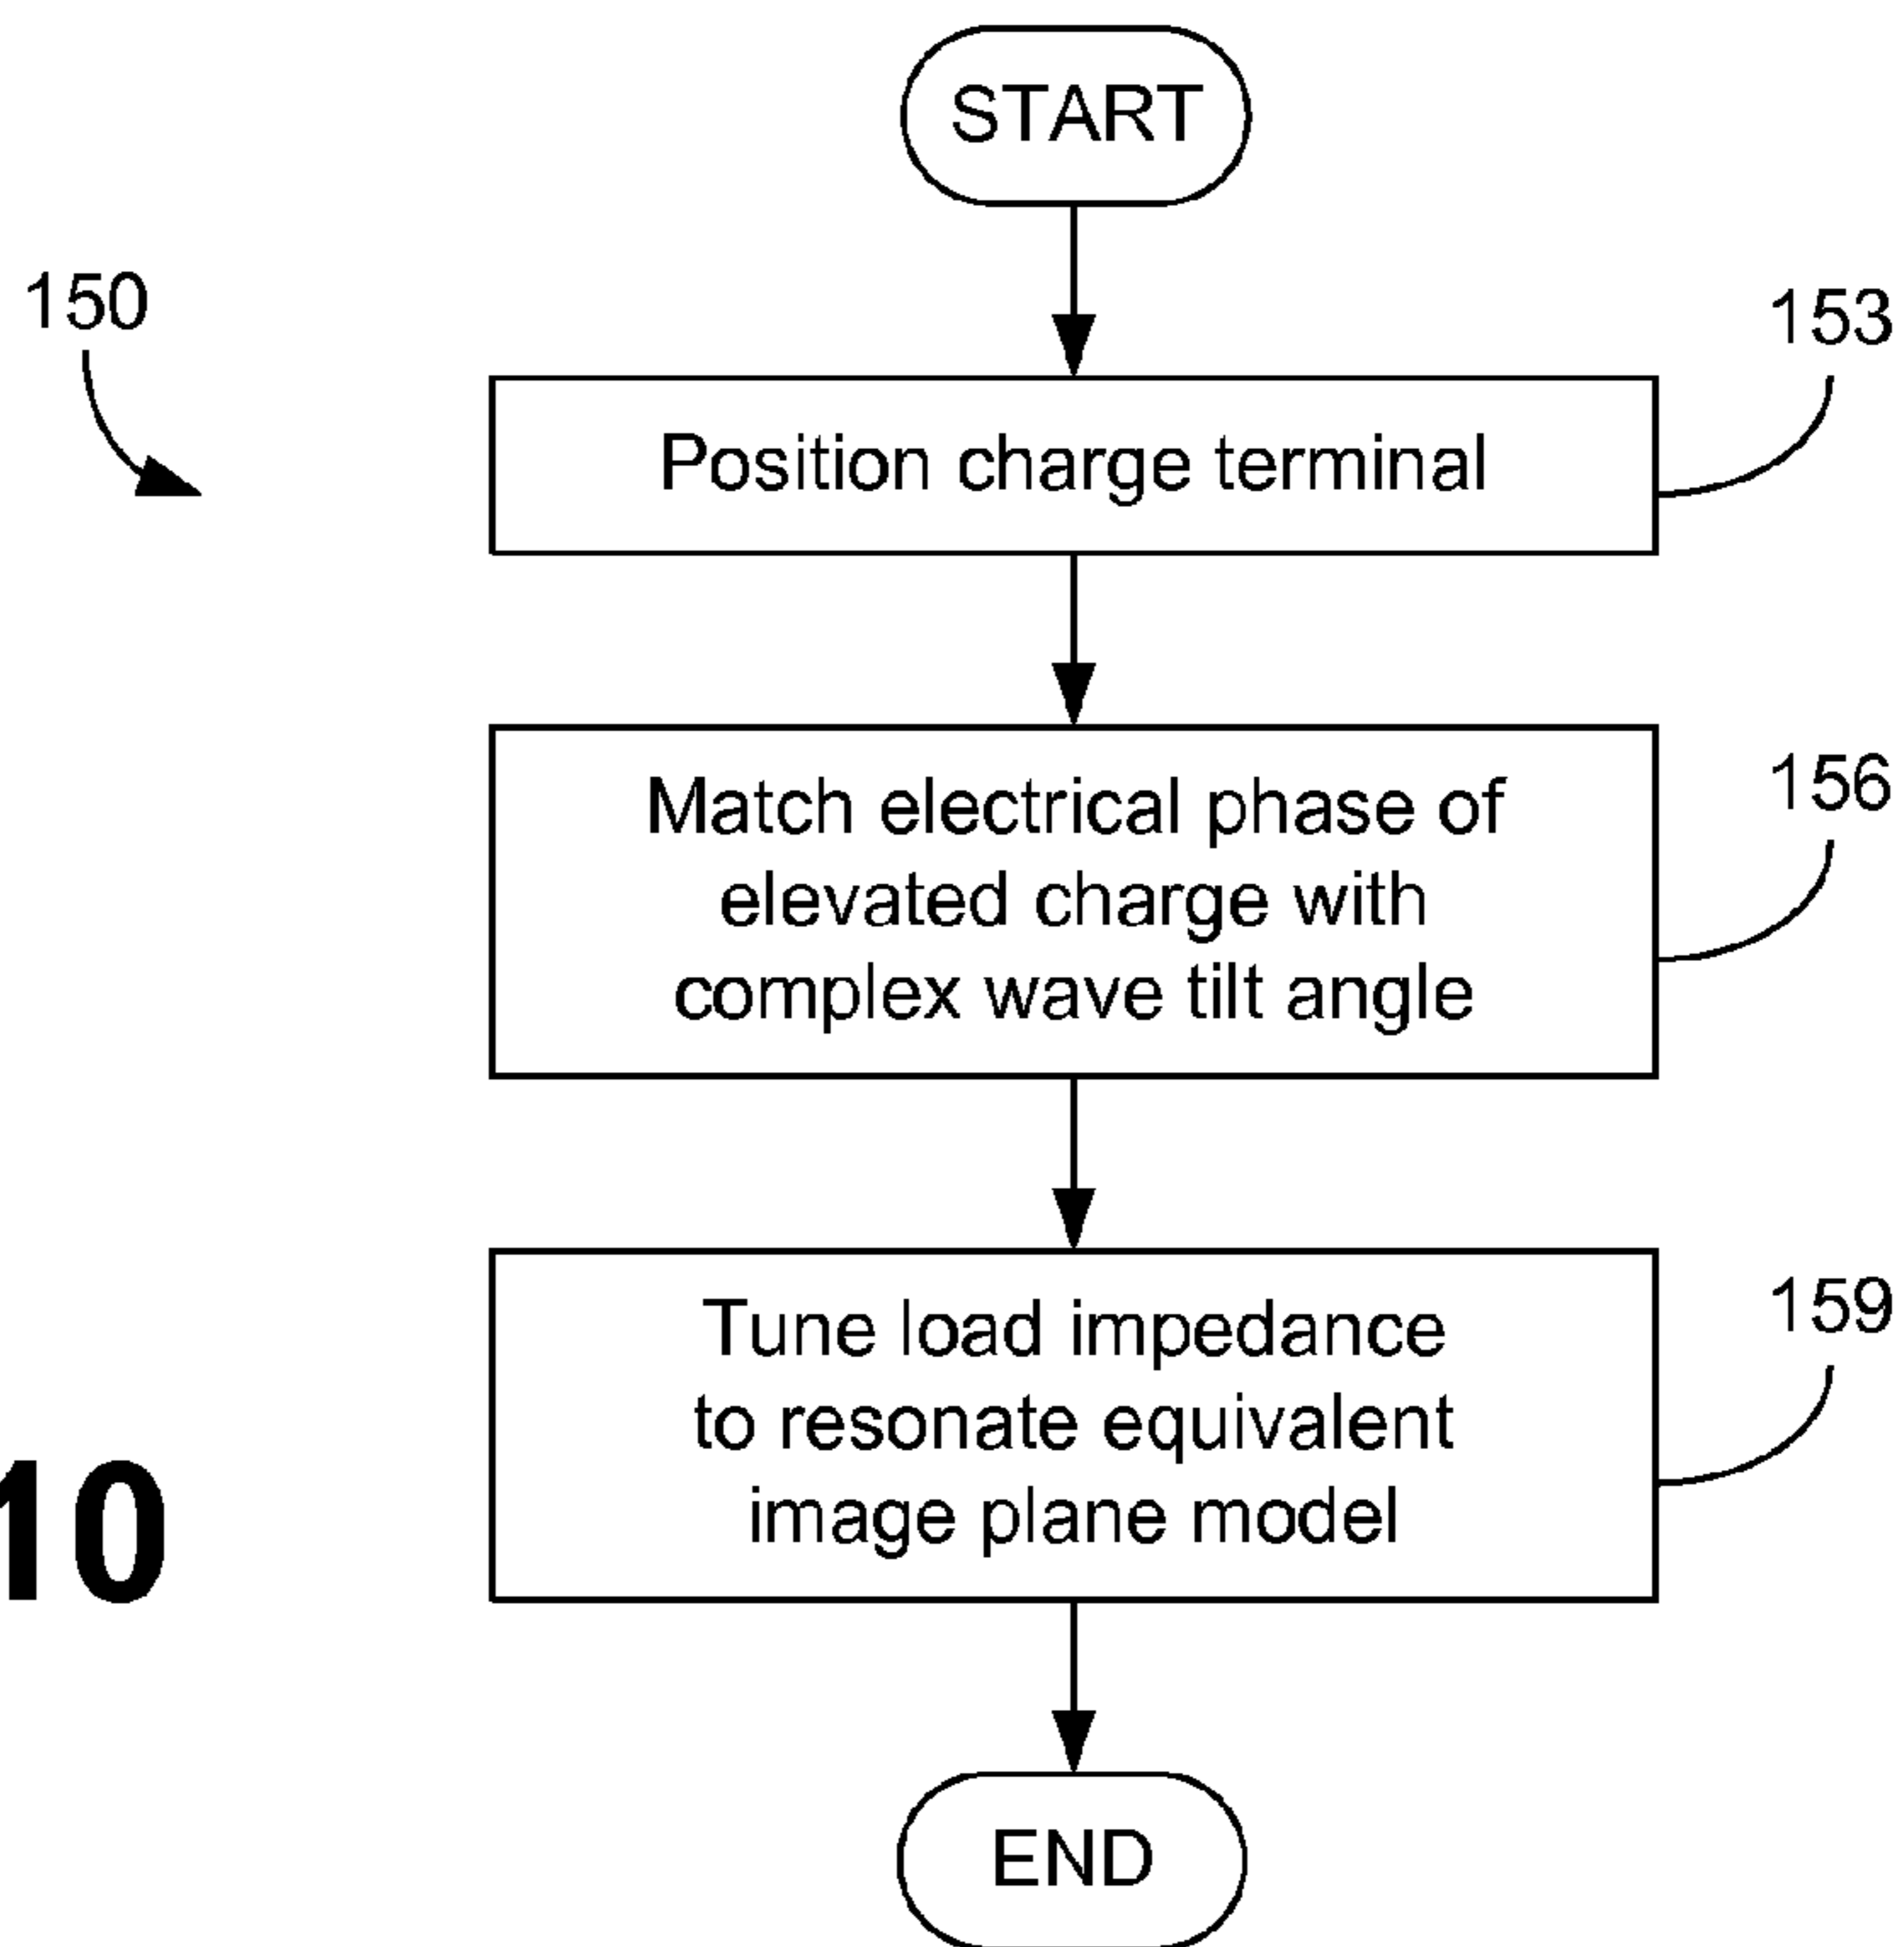 START
150
153
Position charge terminal
156
Match electrical phase of
elevated charge with
complex wave tilt angle
159
Tune load impedance
to resonate equivalent
image plane model
10
END